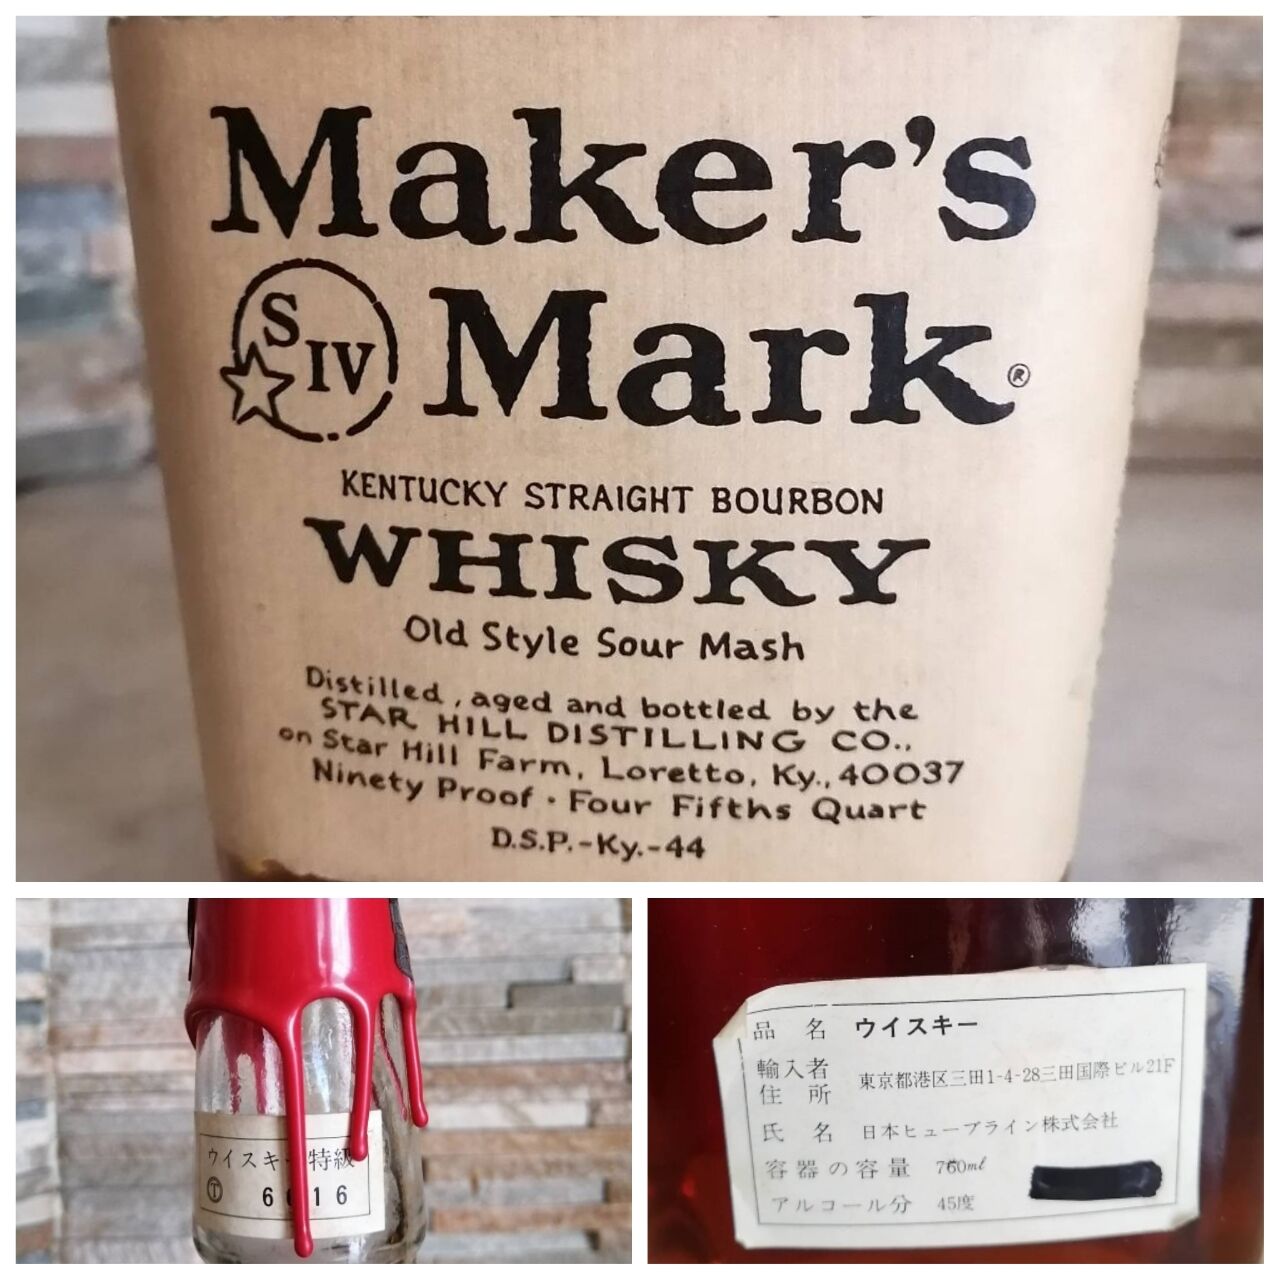 Maker's
S IV Mark®
KENTUCKY STRAIGHT BOURBON
WHISKY
Old Style Sour Mash
Distilled, aged and bottled by the
STAR HILL DISTILLING CO.,
on Star Hill Farm, Loretto, Ky., 40037
Ninety Proof · Four Fifths Quart
D.S.P.-Ky.-44
ウイスキー特級
Ⓣ 6616
品 名 ウイスキー
輸入者
住 所 東京都港区三田1-4-28三田国際ビル21F
氏 名 日本ヒューブライン株式会社
容器の容量 760ml
アルコール分 45度